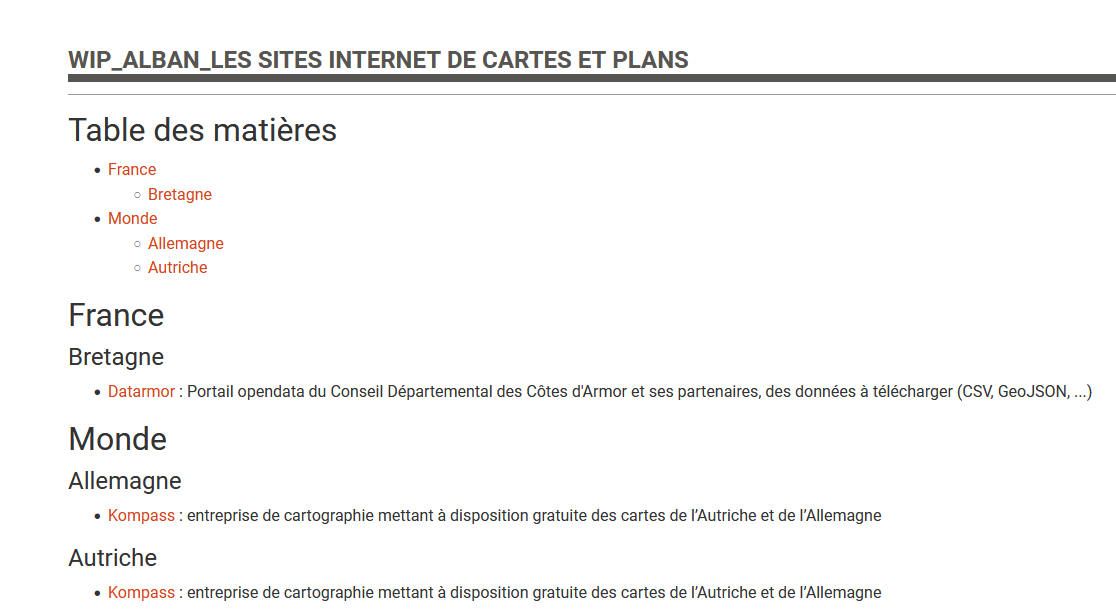 WIP_ALBAN_LES SITES INTERNET DE CARTES ET PLANS
Table des matières
France
Bretagne
Monde
Allemagne
Autriche
France
Bretagne
Datarmor : Portail opendata du Conseil Départemental des Côtes d'Armor et ses partenaires, des données à télécharger (CSV, GeoJSON, ...)
Monde
Allemagne
Kompass : entreprise de cartographie mettant à disposition gratuite des cartes de l’Autriche et de l’Allemagne
Autriche
Kompass : entreprise de cartographie mettant à disposition gratuite des cartes de l’Autriche et de l’Allemagne